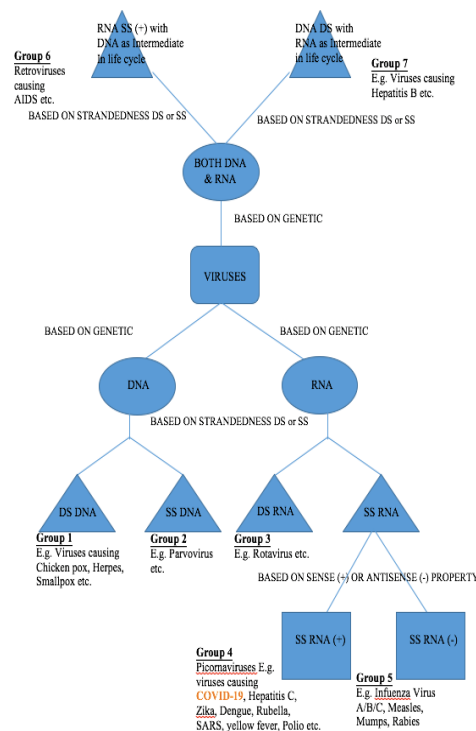 RNA SS (+) with
DNA as Intermediate
in life cycle
DNA DS with
RNA as Intermediate
in life cycle
Group 6
Retroviruses
causing
AIDS etc.
Group 7
E.g. Viruses causing
Hepatitis B etc.
BASED ON STRANDEDNESS DS or SS
BASED ON STRANDEDNESS DS or SS
BOTH DNA
& RNA
BASED ON GENETIC
VIRUSES
BASED ON GENETIC
BASED ON GENETIC
DNA
RNA
BASED ON STRANDEDNESS DS or SS
DS DNA
SS DNA
DS RNA
SS RNA
Group 1
E.g. Viruses causing
Chicken pox, Herpes,
Smallpox etc.
Group 2
E.g. Parvovirus
etc.
Group 3
E.g. Rotavirus etc.
BASED ON SENSE (+) OR ANTISENSE (-) PROPERTY
SS RNA (+)
SS RNA (-)
Group 4
Picornaviruses E.g.
viruses causing
COVID-19, Hepatitis C,
Zika, Dengue, Rubella,
SARS, yellow fever, Polio etc.
Group 5
E.g. Infuenza Virus
A/B/C, Measles,
Mumps, Rabies